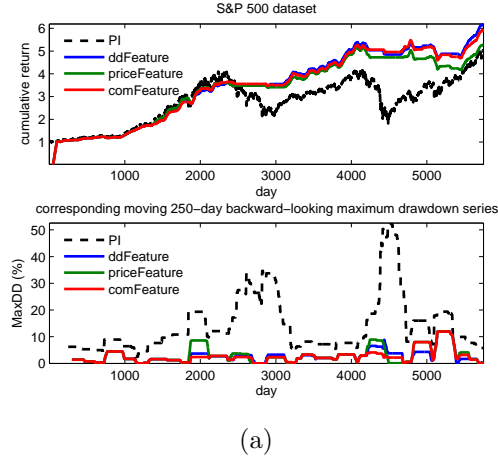 S&P 500 dataset
cumulative return
6
5
4
3
2
1
PI
ddFeature
priceFeature
comFeature
1000 2000 3000 4000 5000
day
corresponding moving 250−day backward−looking maximum drawdown series
MaxDD (%)
50
40
30
20
10
0
PI
ddFeature
priceFeature
comFeature
1000 2000 3000 4000 5000
day
(a)